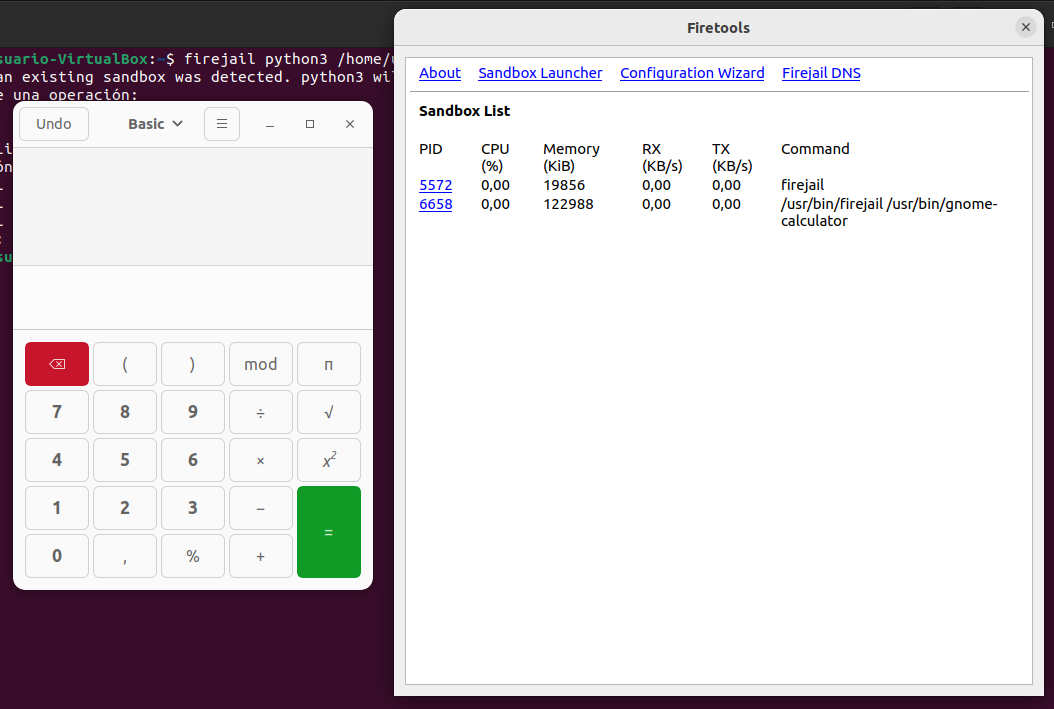 suario-VirtualBox:~$ firejail python3 /home/
an existing sandbox was detected. python3 wi
e una operación:
Undo
Basic
( ) mod π
7 8 9 ÷ √
4 5 6 × x²
1 2 3 −
=
0 , % +
Firetools
About Sandbox Launcher Configuration Wizard Firejail DNS
Sandbox List
PID CPU (%) Memory (KiB) RX (KB/s) TX (KB/s) Command
5572 0,00 19856 0,00 0,00 firejail
6658 0,00 122988 0,00 0,00 /usr/bin/firejail /usr/bin/gnome-
calculator